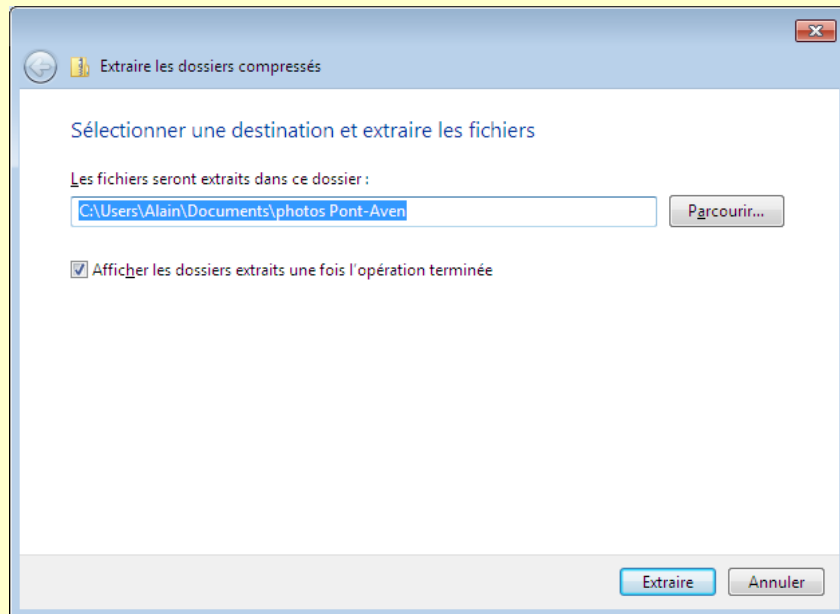 Extraire les dossiers compressés
Sélectionner une destination et extraire les fichiers
Les fichiers seront extraits dans ce dossier :
C:\Users\Alain\Documents\photos Pont-Aven
Parcourir...
Afficher les dossiers extraits une fois l'opération terminée
Extraire
Annuler